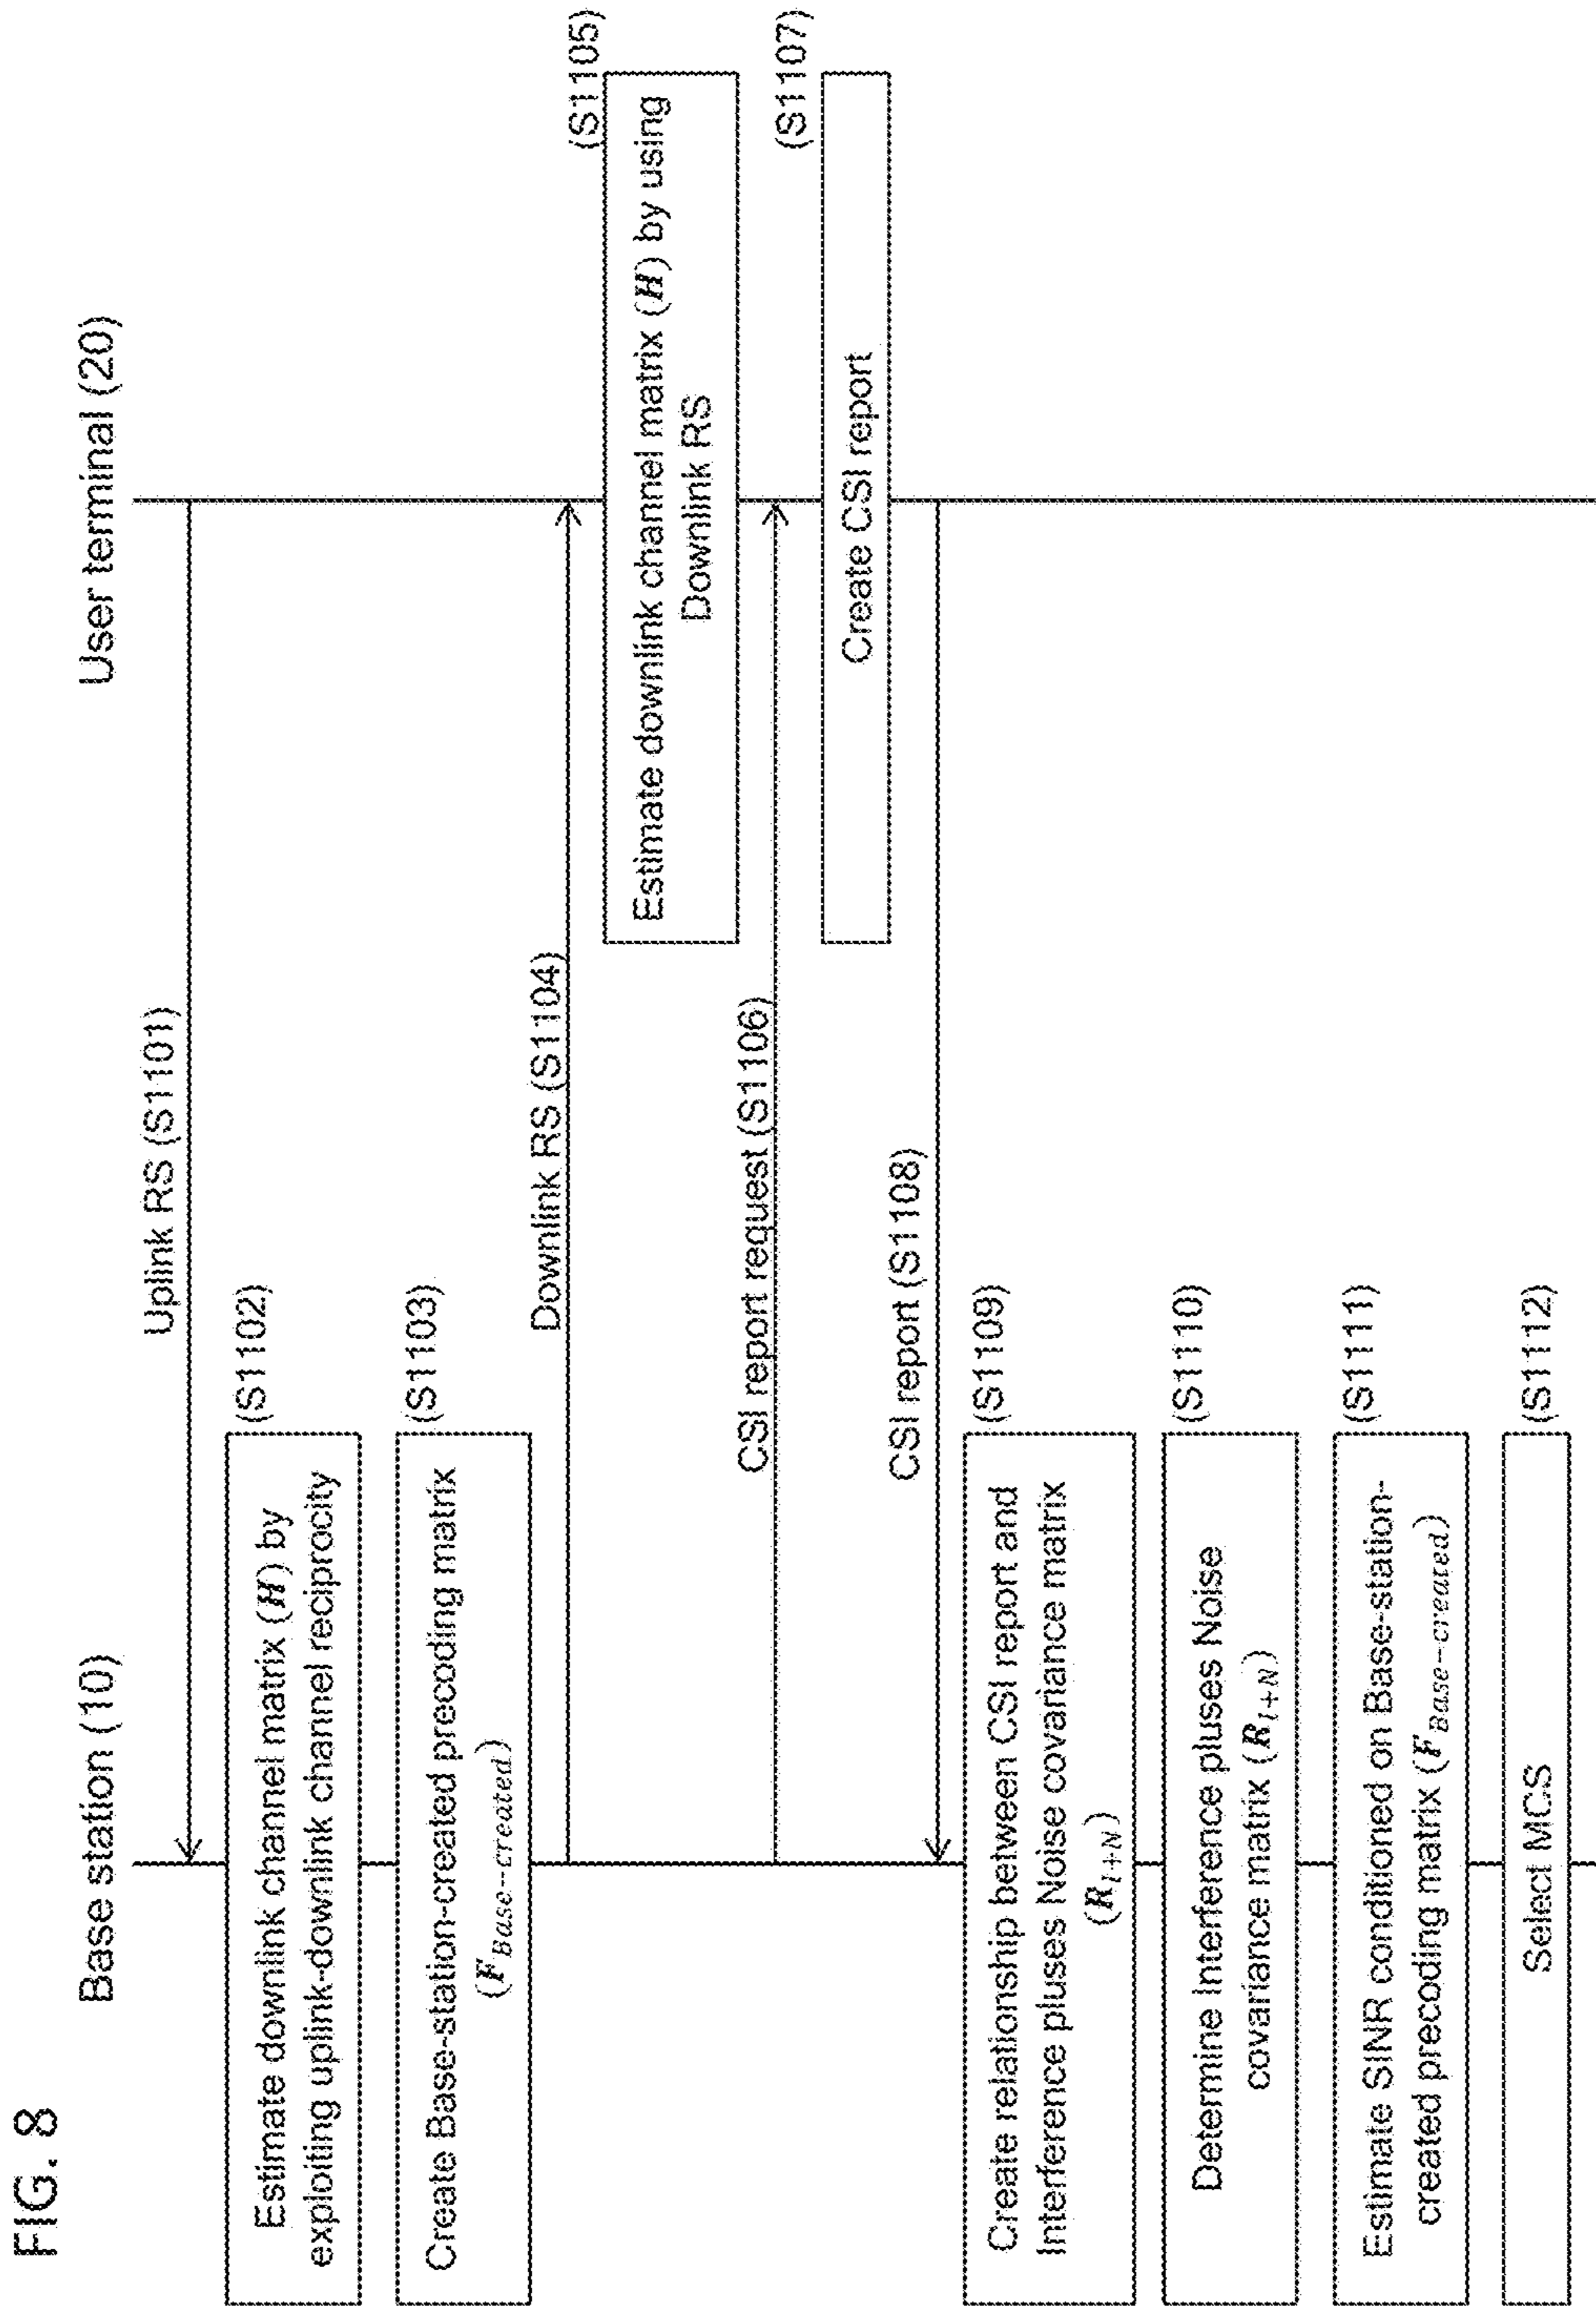 FIG. 8
Base station (10)
User terminal (20)
Uplink RS (S1101)
(S1102)
Estimate downlink channel matrix (H) by
exploiting uplink-downlink channel reciprocity
(S1103)
Create Base-station-created precoding matrix
(F_Base-created)
Downlink RS (S1104)
(S1105)
Estimate downlink channel matrix (H) by using
Downlink RS
CSI report request (S1106)
(S1107)
Create CSI report
CSI report (S1108)
(S1109)
Create relationship between CSI report and
Interference pluses Noise covariance matrix
(R_I+N)
(S1110)
Determine Interference pluses Noise
covariance matrix (R_I+N)
(S1111)
Estimate SINR conditioned on Base-station-
created precoding matrix (F_Base-created)
(S1112)
Select MCS